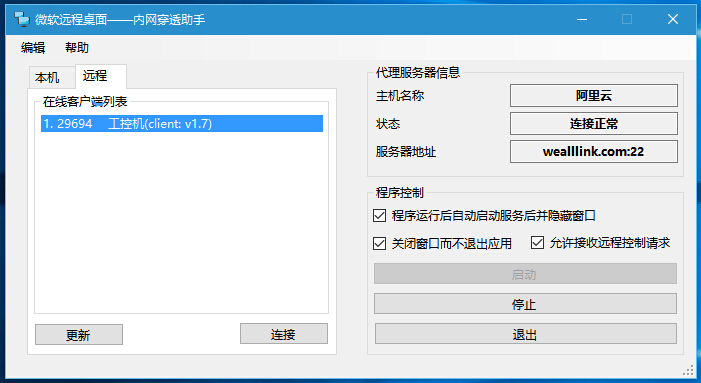 微软远程桌面——内网穿透助手
编辑 帮助
本机 远程
在线客户端列表
1. 29694 工控机(client: v1.7)
更新 连接
代理服务器信息
主机名称 阿里云
状态 连接正常
服务器地址 wealllink.com:22
程序控制
程序运行后自动启动服务后并隐藏窗口
关闭窗口而不退出应用 允许接收远程控制请求
启动
停止
退出